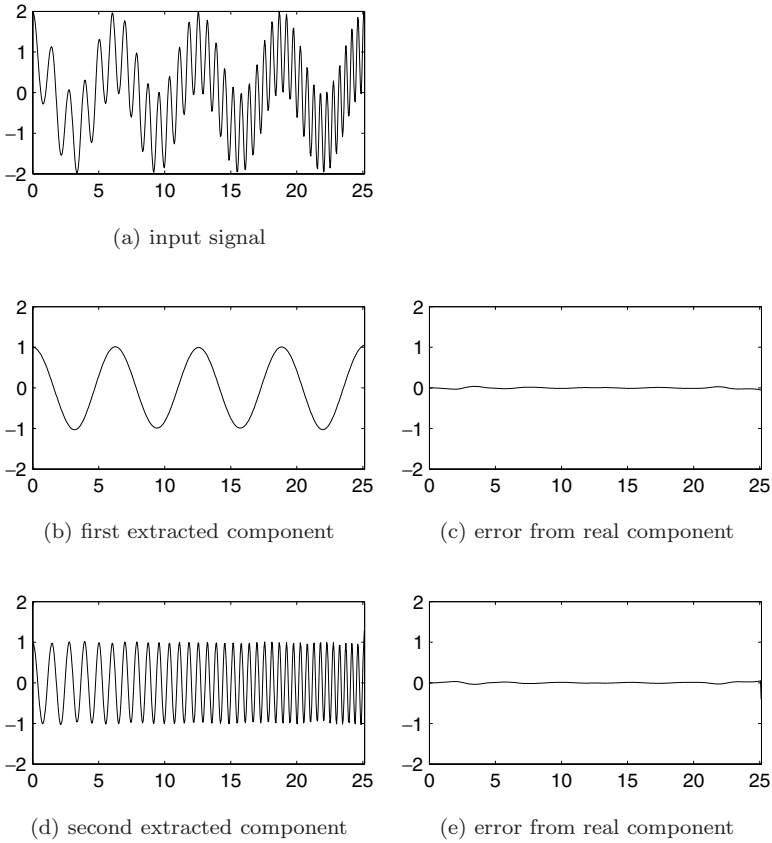 2
1
0
−1
−2
0 5 10 15 20 25
(a) input signal
2
1
0
−1
−2
0 5 10 15 20 25
(b) first extracted component
2
1
0
−1
−2
0 5 10 15 20 25
(c) error from real component
2
1
0
−1
−2
0 5 10 15 20 25
(d) second extracted component
2
1
0
−1
−2
0 5 10 15 20 25
(e) error from real component